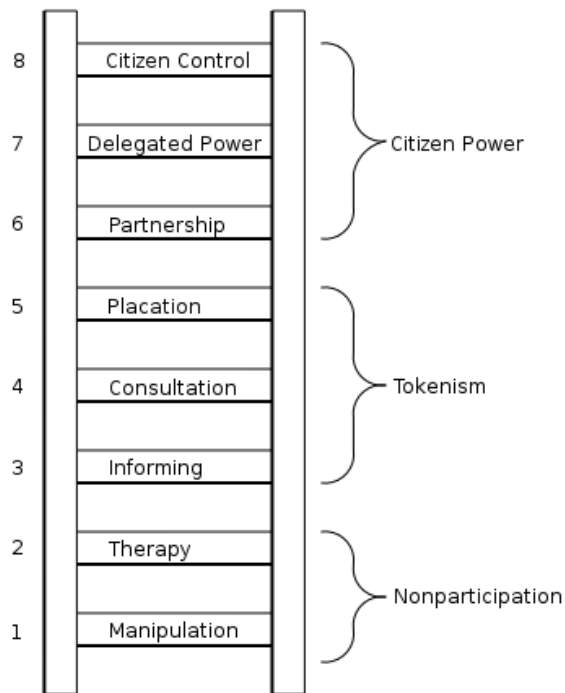 8 Citizen Control
7 Delegated Power
Citizen Power
6 Partnership
5 Placation
4 Consultation
Tokenism
3 Informing
2 Therapy
Nonparticipation
1 Manipulation